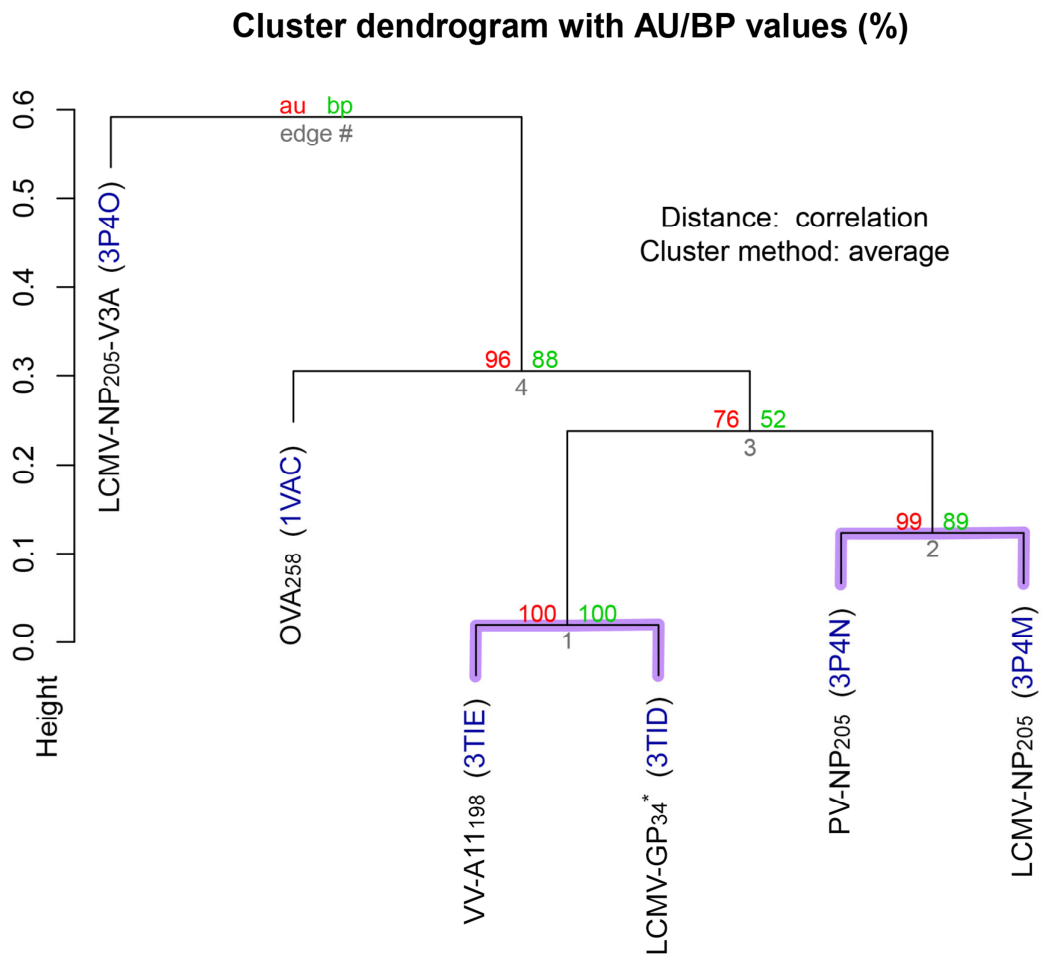 Cluster dendrogram with AU/BP values (%)
au bp
edge #
Distance: correlation
Cluster method: average
0.6
0.5
0.4
0.3
0.2
0.1
0.0
Height
96 88
4
76 52
3
99 89
2
100 100
1
LCMV-NP205-V3A (3P4O)
OVA258 (1VAC)
VV-A11198 (3TIE)
LCMV-GP34* (3TID)
PV-NP205 (3P4N)
LCMV-NP205 (3P4M)